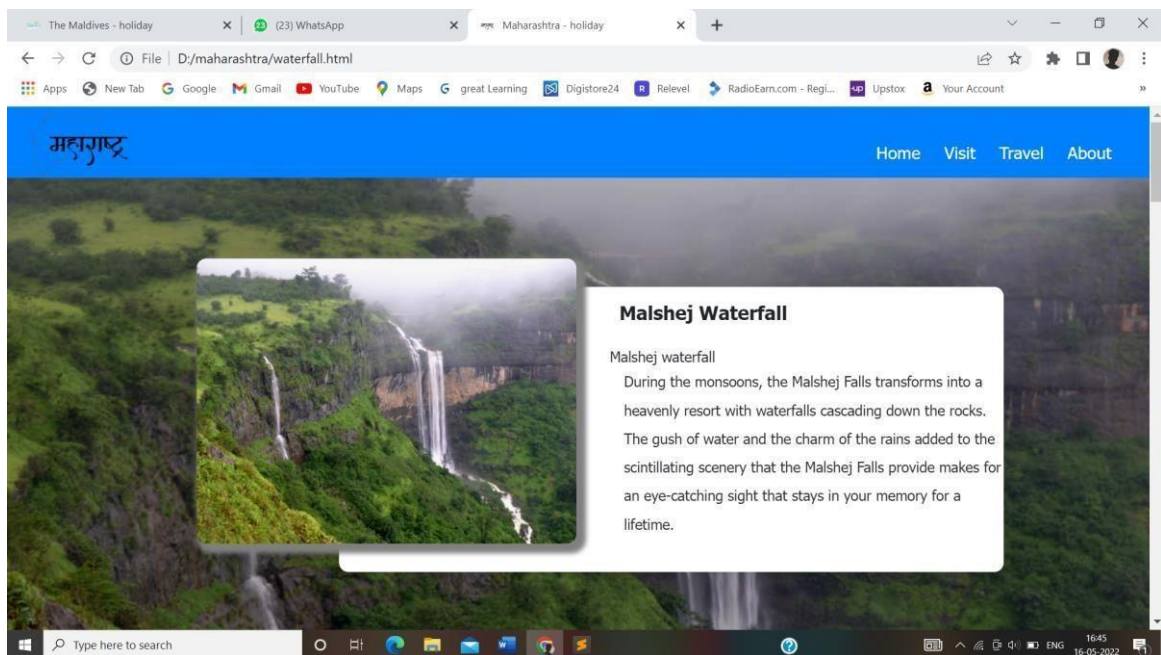 The Maldives - holiday
(23) WhatsApp
Maharashtra - holiday
File
D:/maharashtra/waterfall.html
Apps
New Tab
Google
Gmail
YouTube
Maps
great Learning
Digistore24
Relevel
RadioEarn.com - Regi...
Upstox
Your Account
महाराष्ट्र
Home Visit Travel About
Malshej Waterfall
Malshej waterfall
During the monsoons, the Malshej Falls transforms into a
heavenly resort with waterfalls cascading down the rocks.
The gush of water and the charm of the rains added to the
scintillating scenery that the Malshej Falls provide makes for
an eye-catching sight that stays in your memory for a
lifetime.
Type here to search
ENG
16:45
16-05-2022